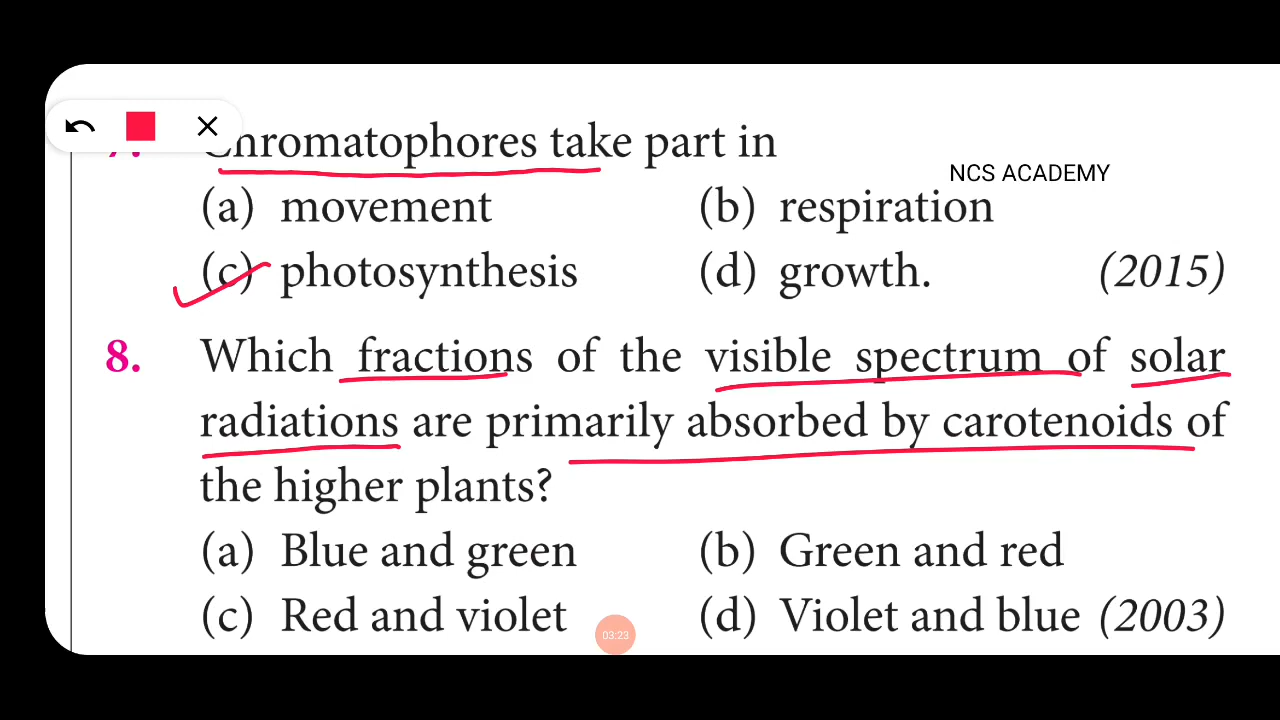 Chromatophores take part in
NCS ACADEMY
(a) movement (b) respiration
(c) photosynthesis (d) growth. (2015)
8. Which fractions of the visible spectrum of solar
radiations are primarily absorbed by carotenoids of
the higher plants?
(a) Blue and green (b) Green and red
(c) Red and violet (d) Violet and blue (2003)
03:23